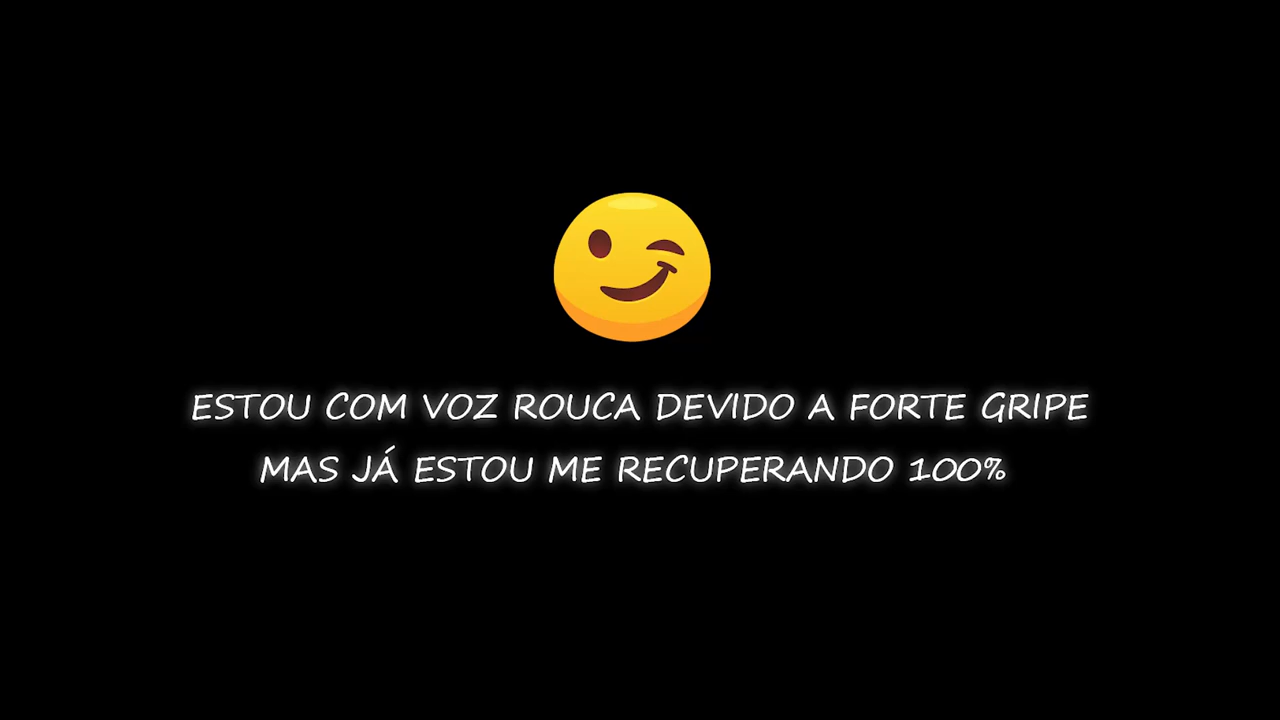 ESTOU COM VOZ ROUCA DEVIDO A FORTE GRIPE
MAS JÁ ESTOU ME RECUPERANDO 100%